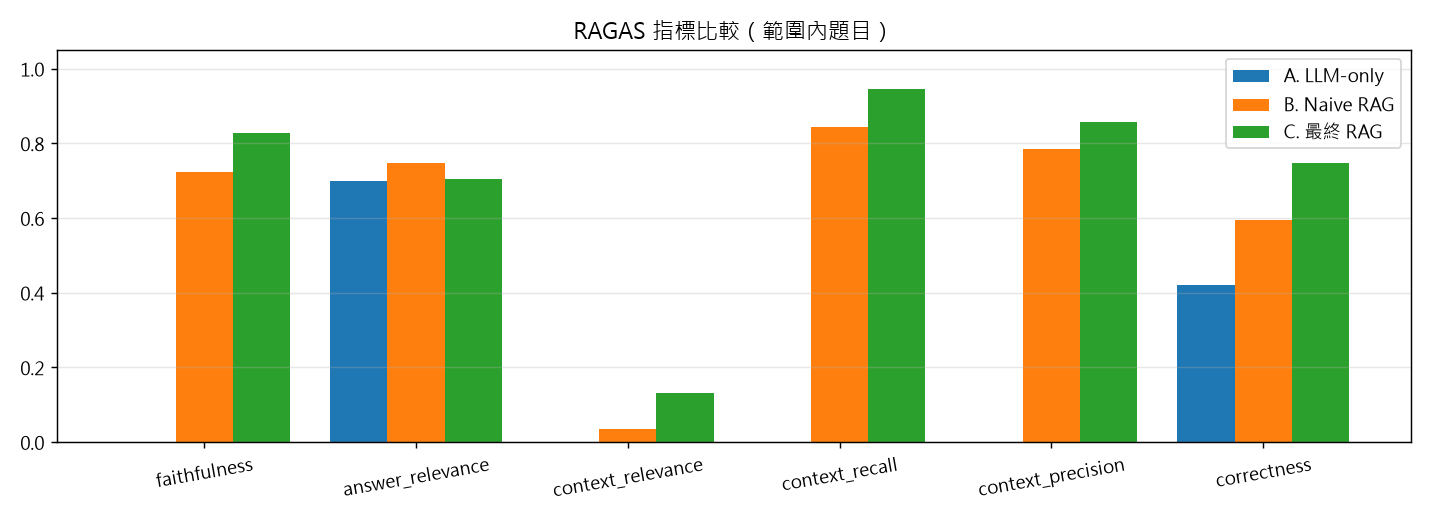 RAGAS 指標比較（範圍內題目）
1.0
0.8
0.6
0.4
0.2
0.0
A. LLM-only
B. Naive RAG
C. 最終 RAG
faithfulness
answer_relevance
context_relevance
context_recall
context_precision
correctness